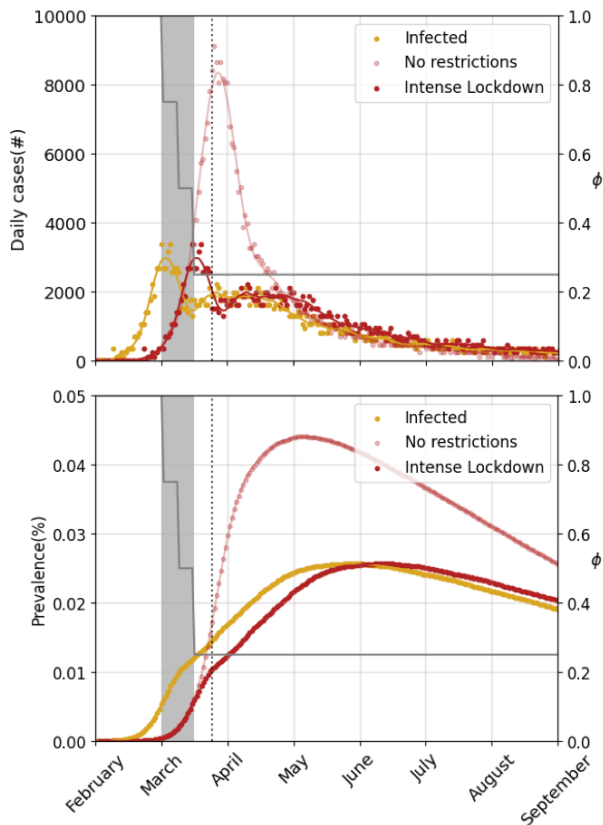 10000
8000
6000
4000
2000
0
Daily cases(#)
Infected
No restrictions
Intense Lockdown
1.0
0.8
0.6
0.4
0.2
0.0
ϕ
0.05
0.04
0.03
0.02
0.01
0.00
Prevalence(%)
Infected
No restrictions
Intense Lockdown
1.0
0.8
0.6
0.4
0.2
0.0
ϕ
February
March
April
May
June
July
August
September